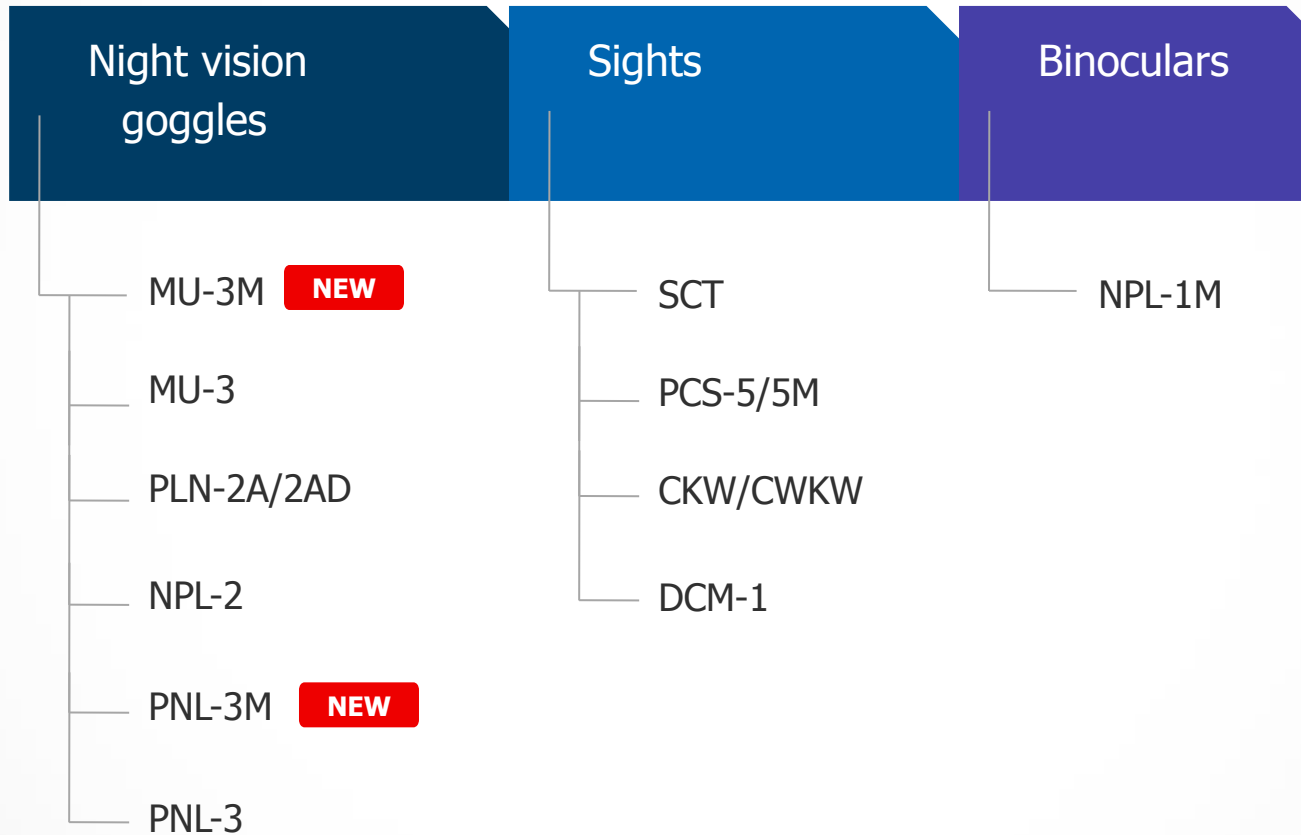 Night vision
goggles
MU-3M NEW
MU-3
PLN-2A/2AD
NPL-2
PNL-3M NEW
PNL-3
Sights
SCT
PCS-5/5M
CKW/CWKW
DCM-1
Binoculars
NPL-1M